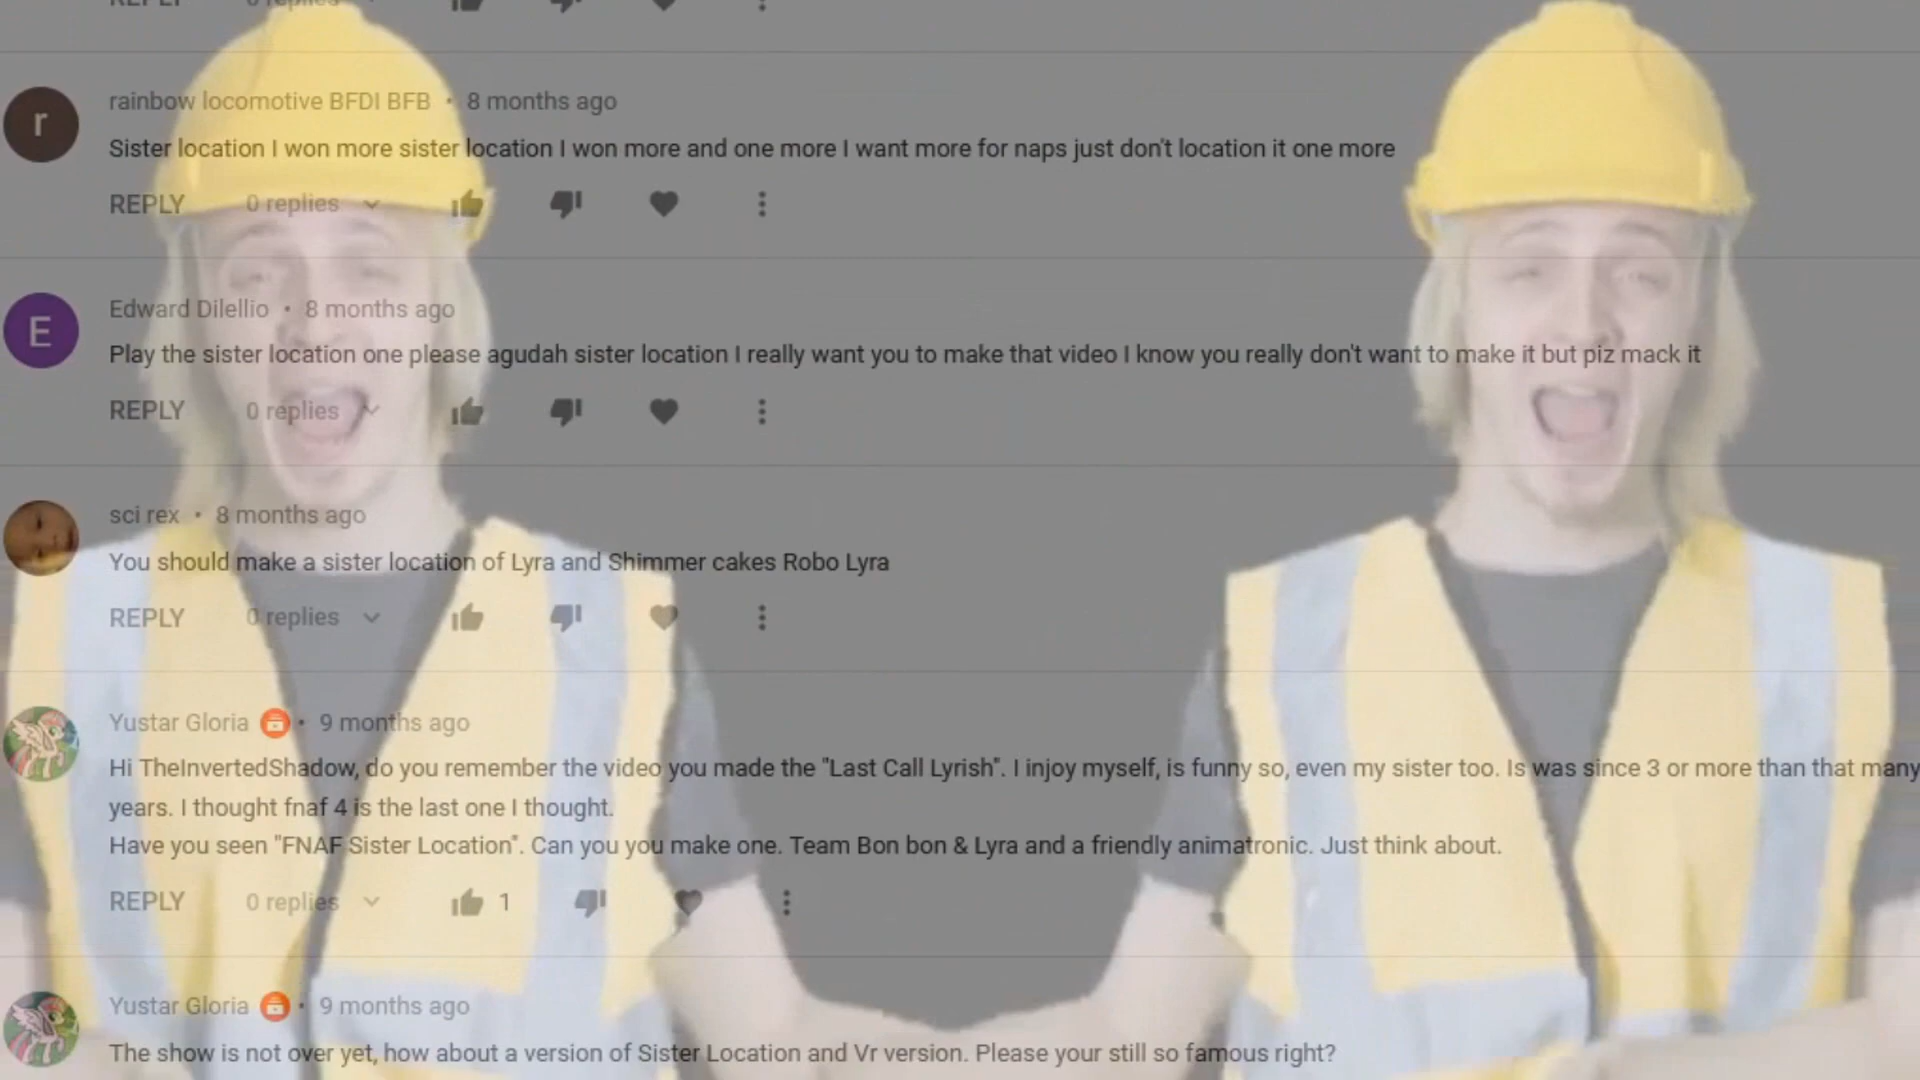 REPLY 0 replies
r
rainbow locomotive BFDI BFB • 8 months ago
Sister location I won more sister location I won more and one more I want more for naps just don't location it one more
REPLY 0 replies
E
Edward Dilellio • 8 months ago
Play the sister location one please agudah sister location I really want you to make that video I know you really don't want to make it but piz mack it
REPLY 0 replies
sci rex • 8 months ago
You should make a sister location of Lyra and Shimmer cakes Robo Lyra
REPLY 0 replies
Yustar Gloria • 9 months ago
Hi TheInvertedShadow, do you remember the video you made the "Last Call Lyrish". I injoy myself, is funny so, even my sister too. Is was since 3 or more than that many
years. I thought fnaf 4 is the last one I thought.
Have you seen "FNAF Sister Location". Can you you make one. Team Bon bon & Lyra and a friendly animatronic. Just think about.
REPLY 0 replies 1
Yustar Gloria • 9 months ago
The show is not over yet, how about a version of Sister Location and Vr version. Please your still so famous right?